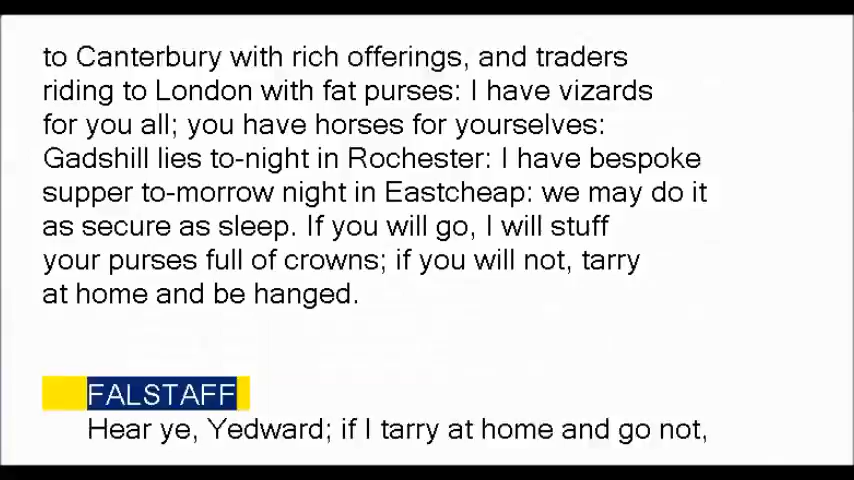 to Canterbury with rich offerings, and traders
riding to London with fat purses: I have vizards
for you all; you have horses for yourselves:
Gadshill lies to-night in Rochester: I have bespoke
supper to-morrow night in Eastcheap: we may do it
as secure as sleep. If you will go, I will stuff
your purses full of crowns; if you will not, tarry
at home and be hanged.
FALSTAFF
Hear ye, Yedward; if I tarry at home and go not,